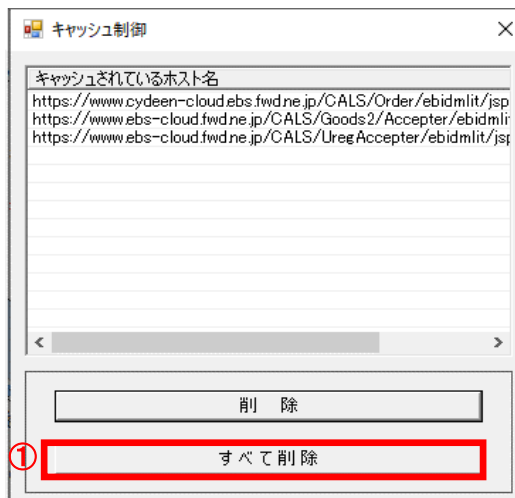 キャッシュ制御
キャッシュされているホスト名
https://www.cydeen-cloud.ebs.fwd.ne.jp/CALS/Order/ebidmlit/jsp
https://www.ebs-cloud.fwd.ne.jp/CALS/Goods2/Accepter/ebidmli
https://www.ebs-cloud.fwd.ne.jp/CALS/UregAccepter/ebidmlit/jsp
削 除
① すべて削除